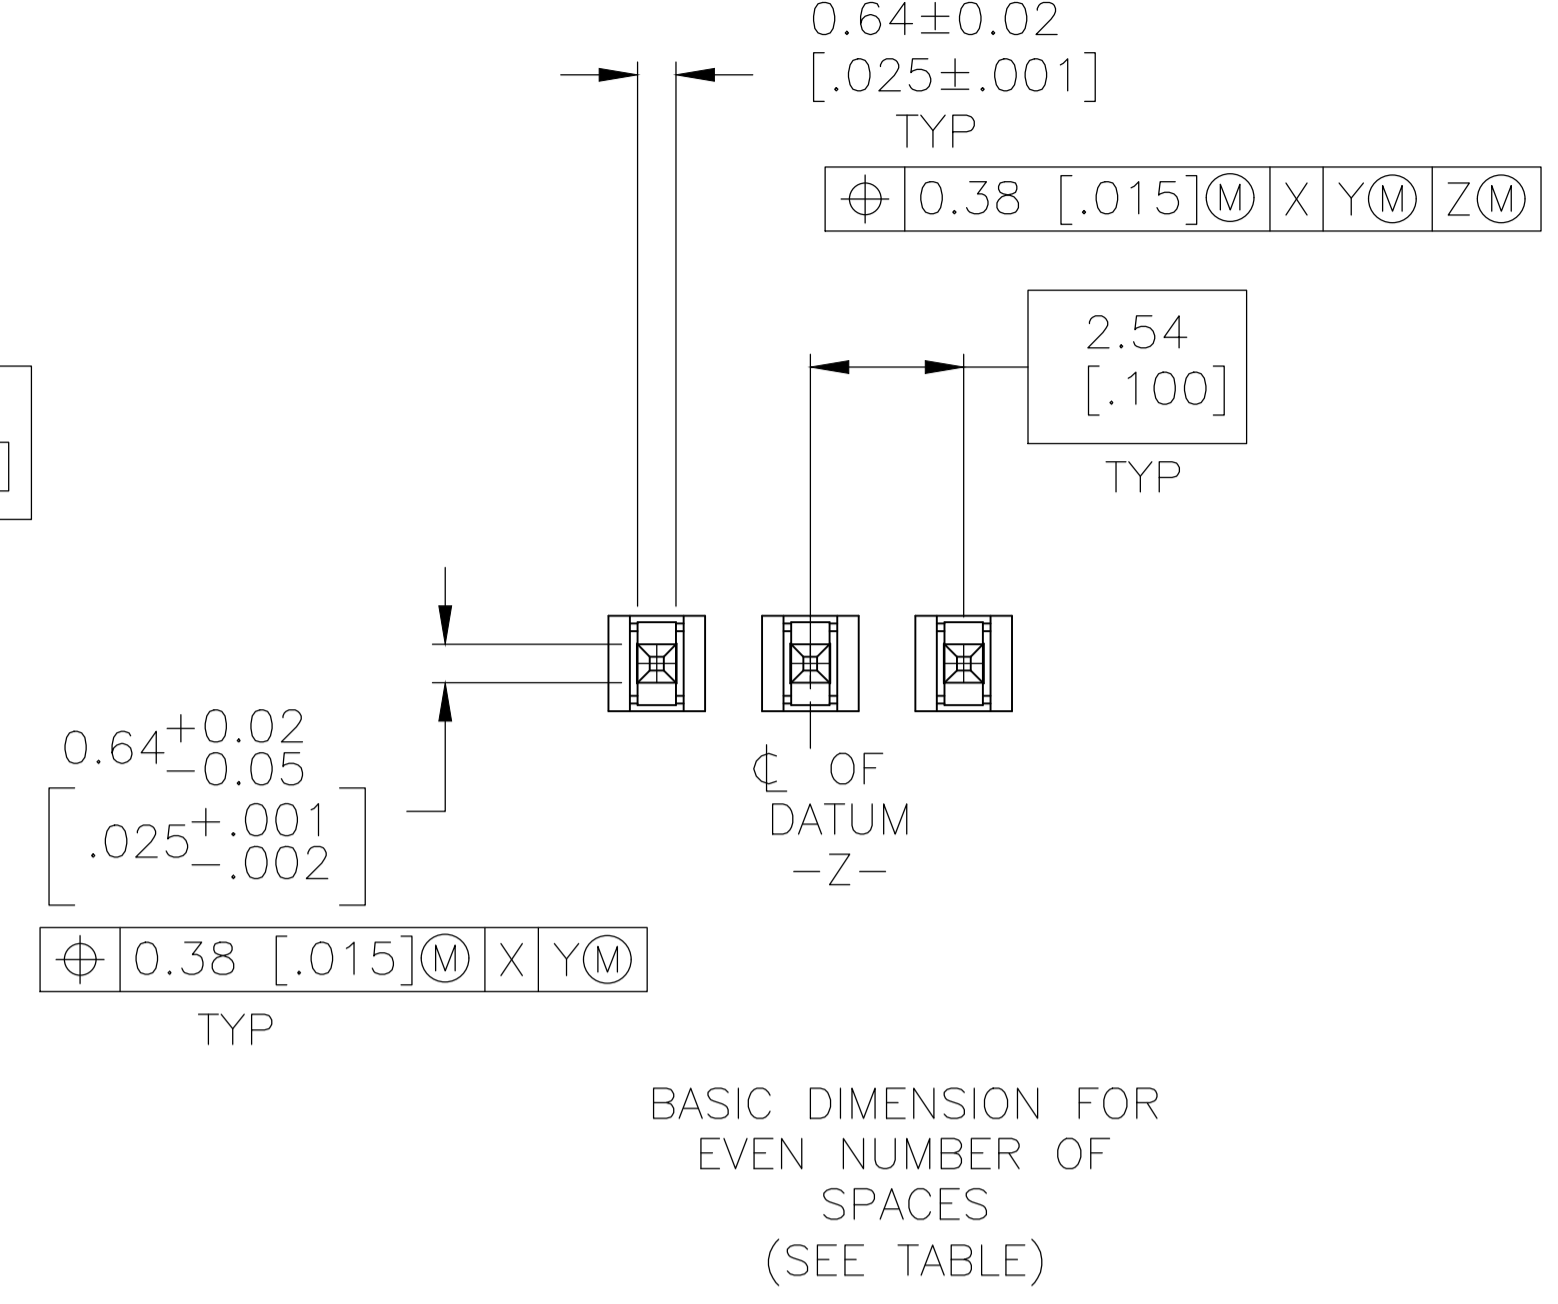 0.64±0.02
[.025±.001]
TYP
⌖ 0.38 [.015]Ⓜ X YⓂ ZⓂ
2.54
[.100]
TYP
0.64 +0.02
-0.05
[.025 +.001
-.002]
℄ OF
DATUM
-Z-
⌖ 0.38 [.015]Ⓜ X YⓂ
TYP
BASIC DIMENSION FOR
EVEN NUMBER OF
SPACES
(SEE TABLE)